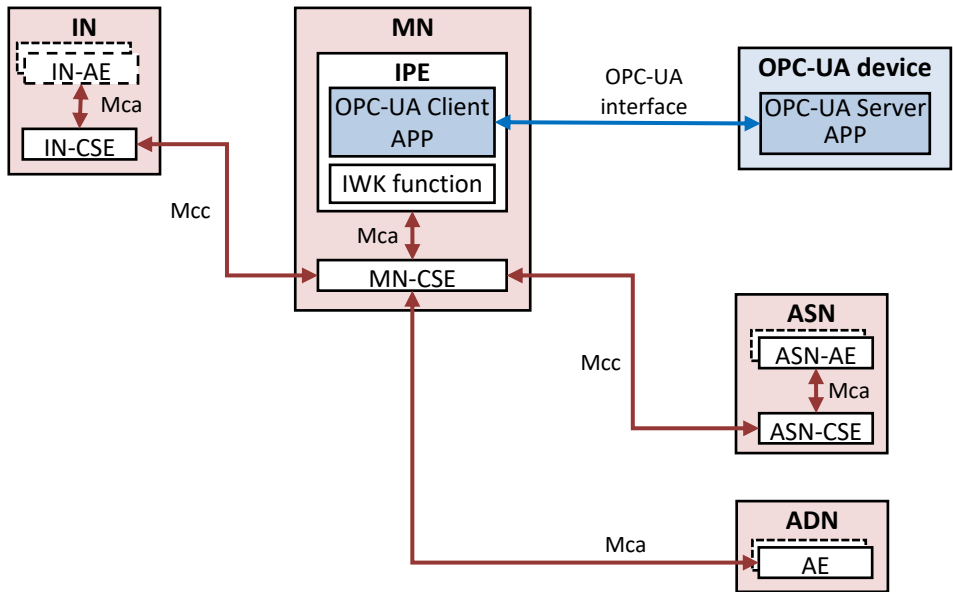 IN
IN-AE
Mca
IN-CSE
Mcc
MN
IPE
OPC-UA Client
APP
IWK function
Mca
MN-CSE
OPC-UA
interface
OPC-UA device
OPC-UA Server
APP
Mcc
ASN
ASN-AE
Mca
ASN-CSE
Mca
ADN
AE